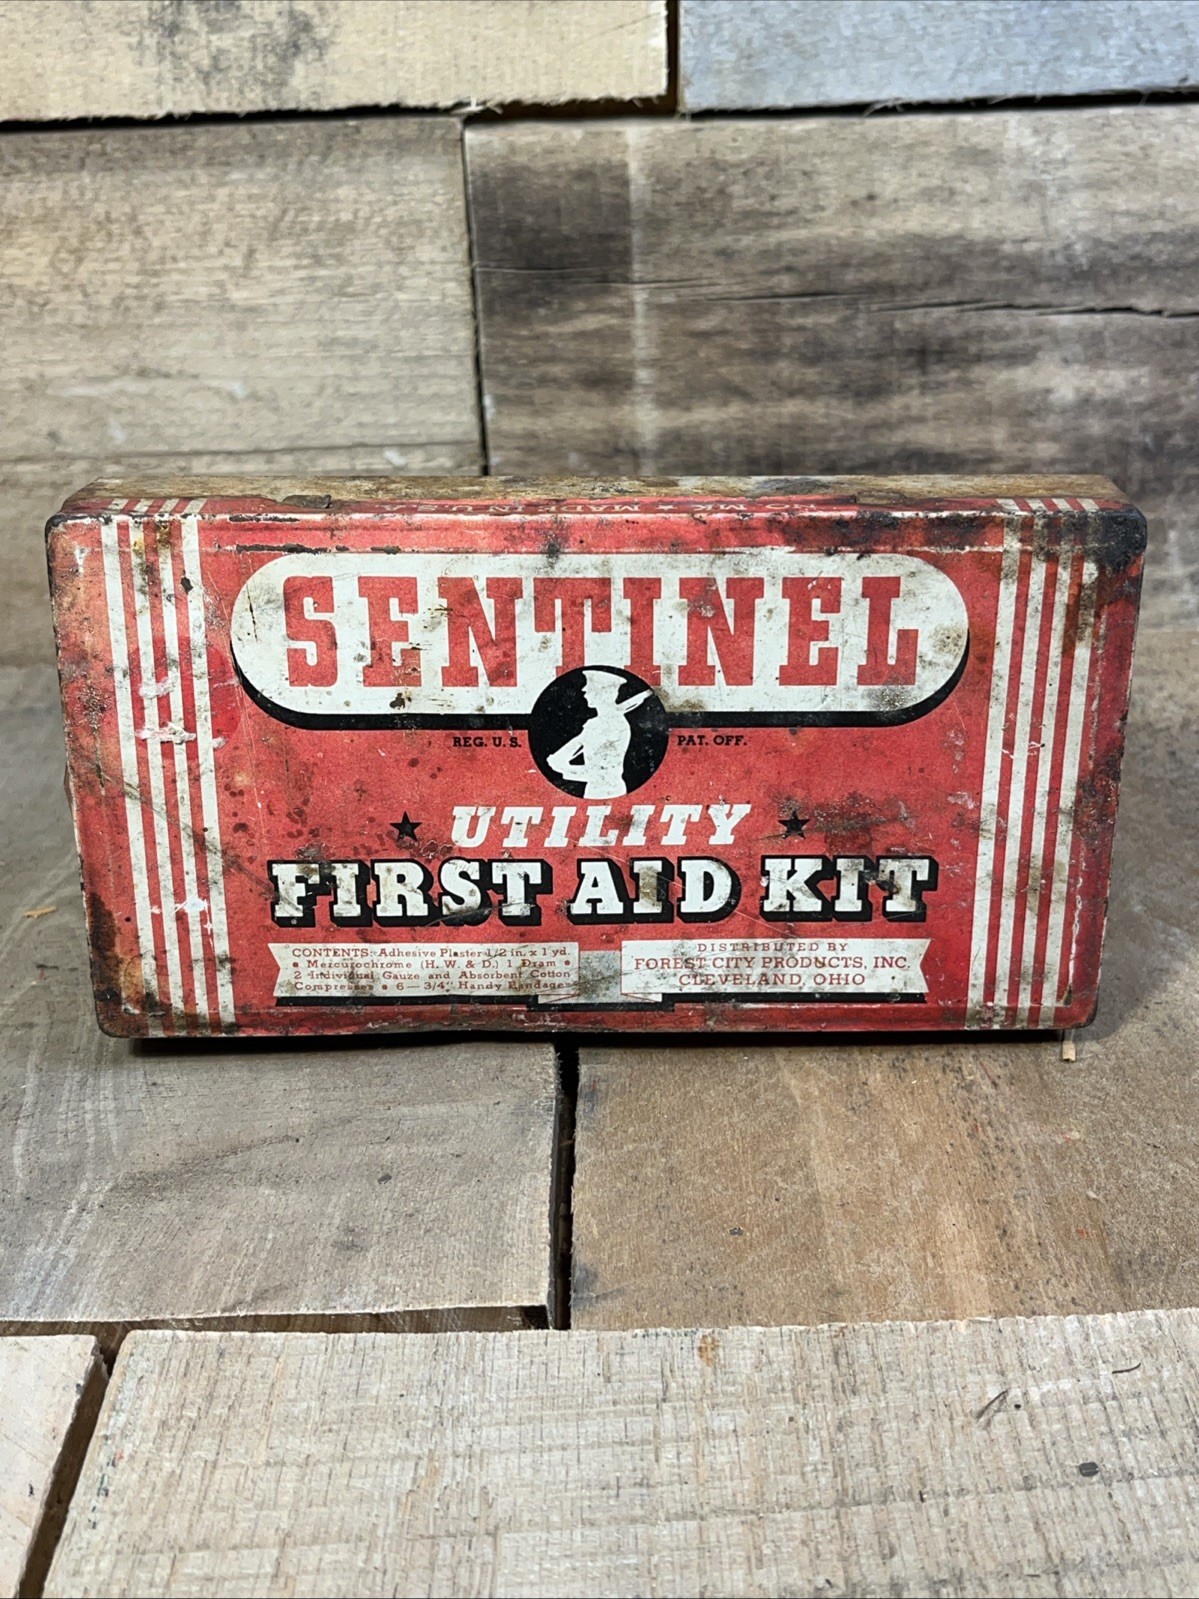 MADE IN U.S.A.
SENTINEL
REG. U. S. PAT. OFF.
★ UTILITY ★
FIRST AID KIT
CONTENTS: Adhesive Plaster 1/2 in. x 1 yd.
• Mercurochrome (H. W. & D.) 1 Dram •
2 Individual Gauze and Absorbent Cotton
Compresses • 6 — 3/4" Handy Bandages
DISTRIBUTED BY
FOREST CITY PRODUCTS, INC.
CLEVELAND, OHIO